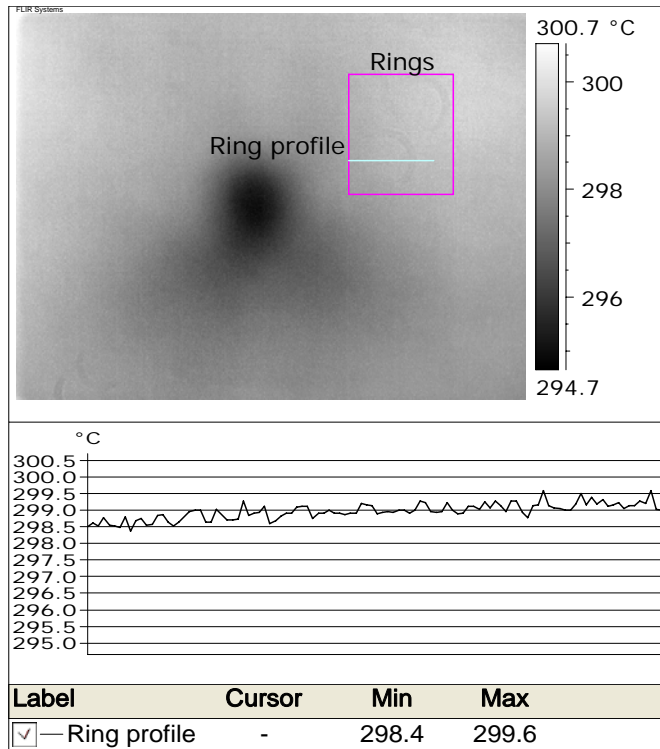 FLIR Systems
300.7 °C
Rings
300
Ring profile
298
296
294.7
°C
300.5
300.0
299.5
299.0
298.5
298.0
297.5
297.0
296.5
296.0
295.5
295.0
Label Cursor Min Max
Ring profile - 298.4 299.6